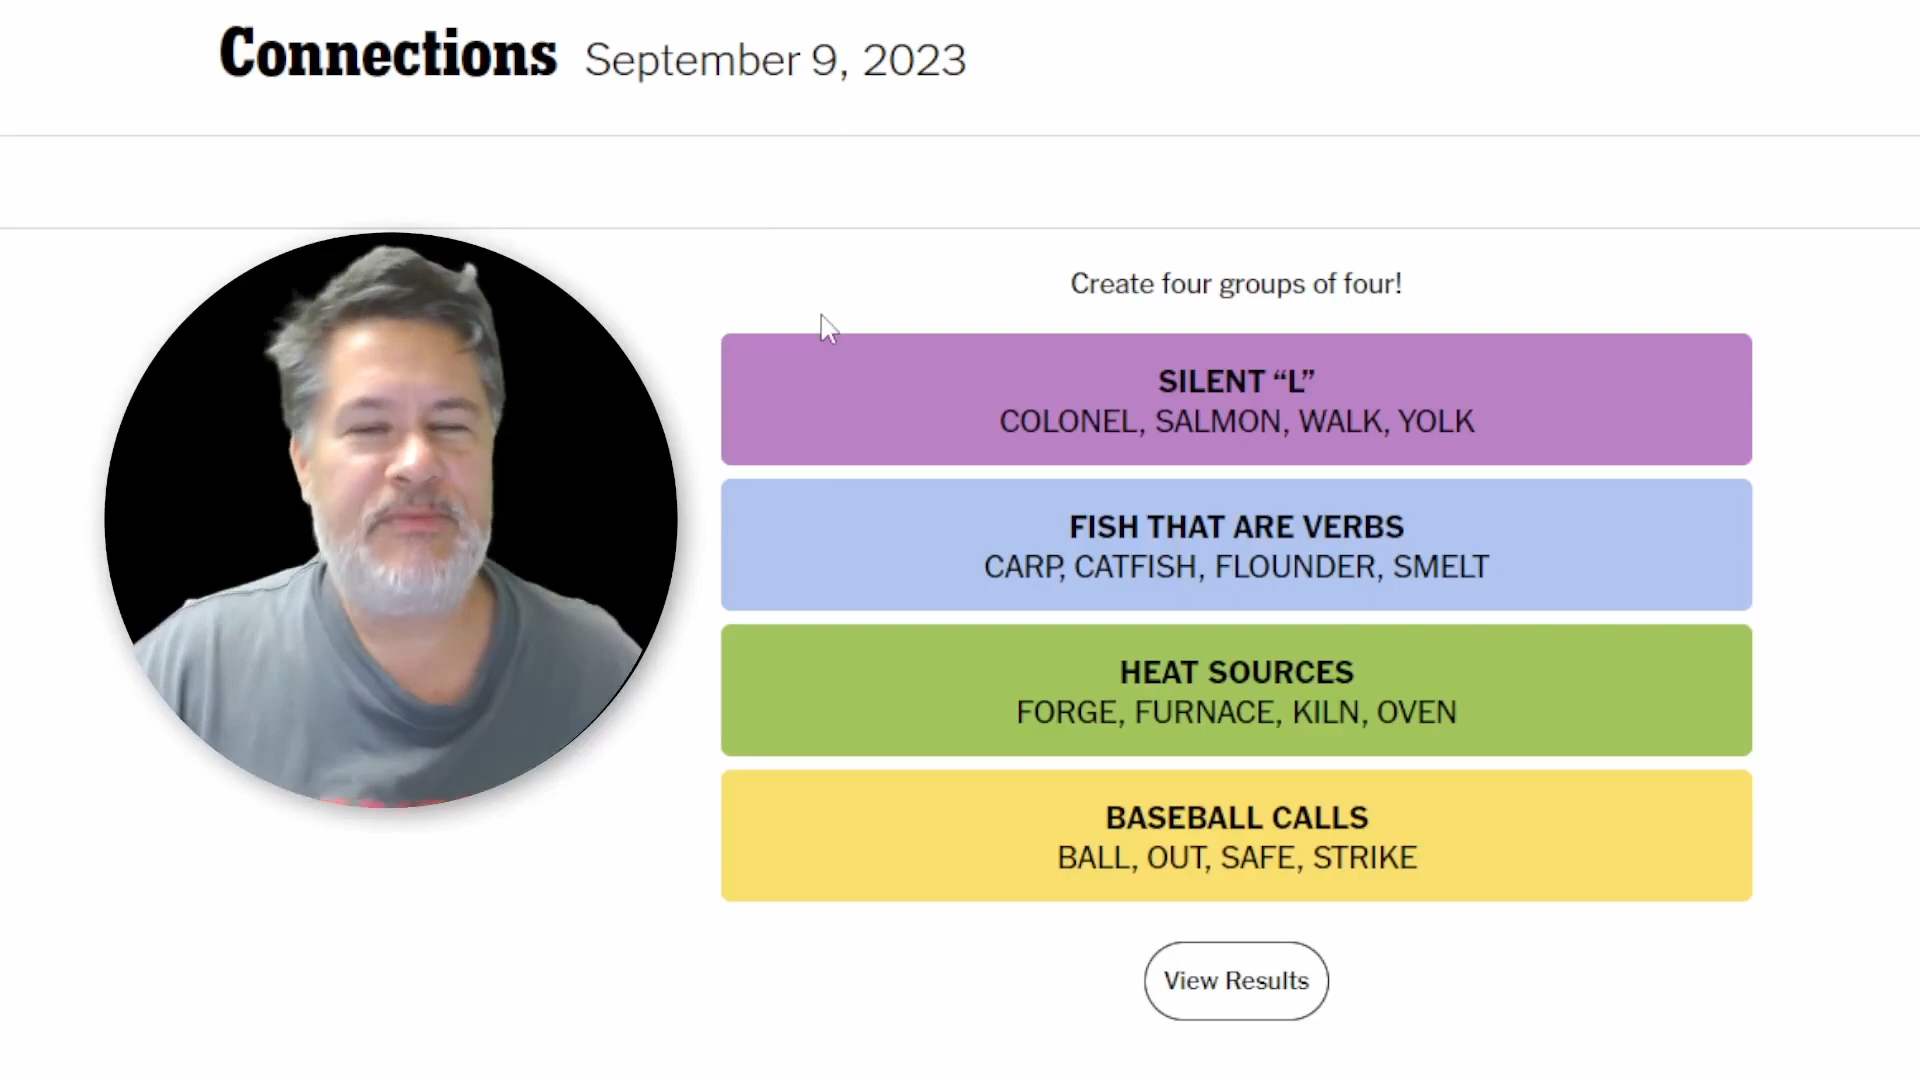 Connections September 9, 2023
Create four groups of four!
SILENT “L”
COLONEL, SALMON, WALK, YOLK
FISH THAT ARE VERBS
CARP, CATFISH, FLOUNDER, SMELT
HEAT SOURCES
FORGE, FURNACE, KILN, OVEN
BASEBALL CALLS
BALL, OUT, SAFE, STRIKE
View Results